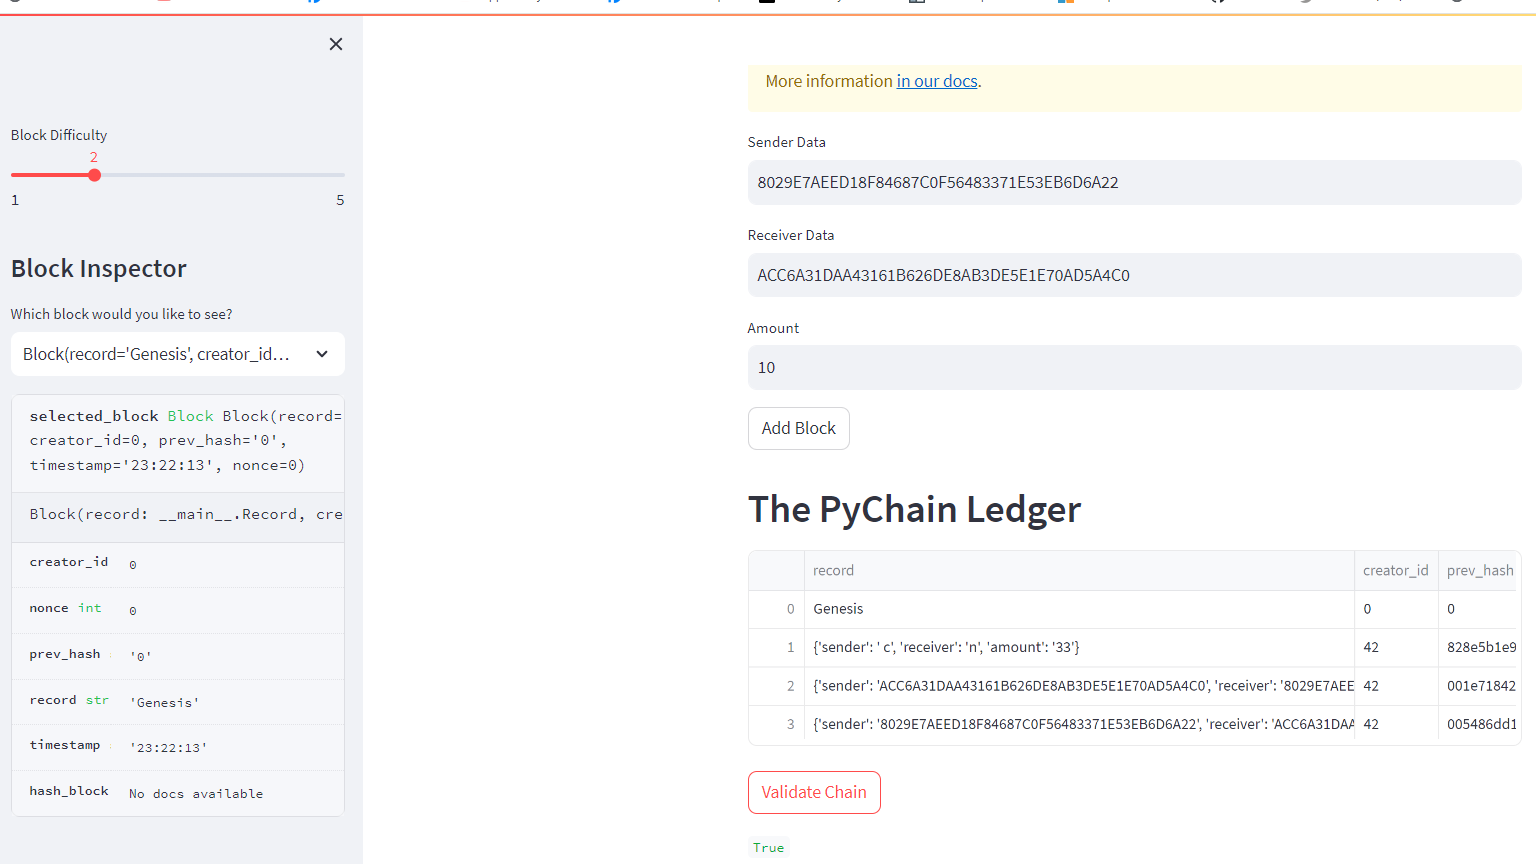 Block Difficulty
2
1 5
Block Inspector
Which block would you like to see?
Block(record='Genesis', creator_id...
selected_block Block Block(record=
creator_id=0, prev_hash='0',
timestamp='23:22:13', nonce=0)
Block(record: __main__.Record, cre
creator_id 0
nonce int 0
prev_hash '0'
record str 'Genesis'
timestamp '23:22:13'
hash_block No docs available
More information in our docs.
Sender Data
8029E7AEED18F84687C0F56483371E53EB6D6A22
Receiver Data
ACC6A31DAA43161B626DE8AB3DE5E1E70AD5A4C0
Amount
10
Add Block
The PyChain Ledger
record creator_id prev_hash
0 Genesis 0 0
1 {'sender': ' c', 'receiver': 'n', 'amount': '33'} 42 828e5b1e9
2 {'sender': 'ACC6A31DAA43161B626DE8AB3DE5E1E70AD5A4C0', 'receiver': '8029E7AEE 42 001e71842
3 {'sender': '8029E7AEED18F84687C0F56483371E53EB6D6A22', 'receiver': 'ACC6A31DAA 42 005486dd1
Validate Chain
True